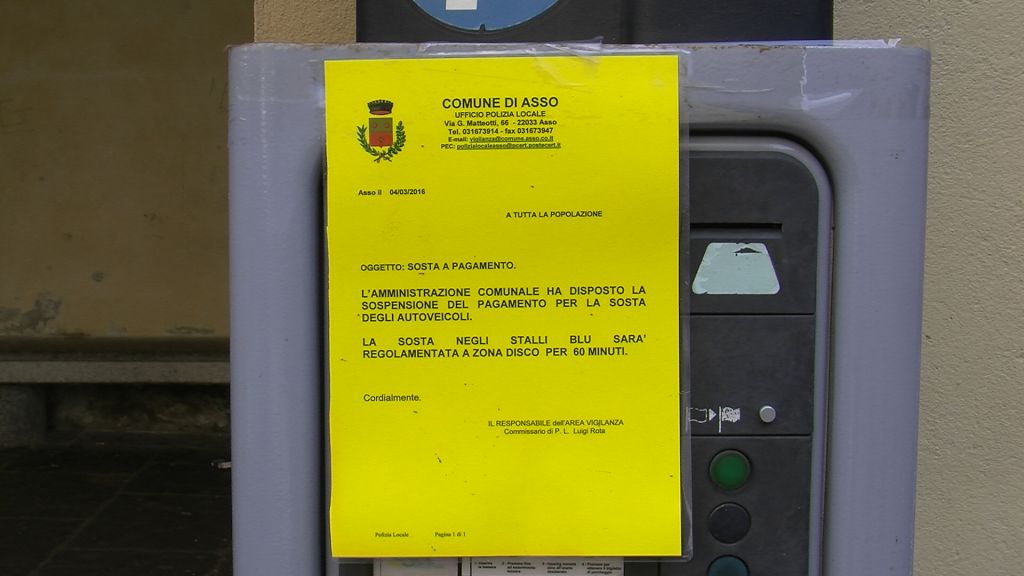 COMUNE DI ASSO
UFFICIO POLIZIA LOCALE
Via G. Matteotti, 66 - 22033 Asso
Tel. 031673914 - fax 031673947
E-mail: vigilanza@comune.asso.co.it
PEC: polizialocaleasso@pcert.postecert.it
Asso lì 04/03/2016
A TUTTA LA POPOLAZIONE
OGGETTO: SOSTA A PAGAMENTO.
L'AMMINISTRAZIONE COMUNALE HA DISPOSTO LA
SOSPENSIONE DEL PAGAMENTO PER LA SOSTA
DEGLI AUTOVEICOLI.
LA SOSTA NEGLI STALLI BLU SARA'
REGOLAMENTATA A ZONA DISCO PER 60 MINUTI.
Cordialmente.
IL RESPONSABILE dell'AREA VIGILANZA
Commissario di P. L. Luigi Rota
Polizia Locale Pagina 1 di 1